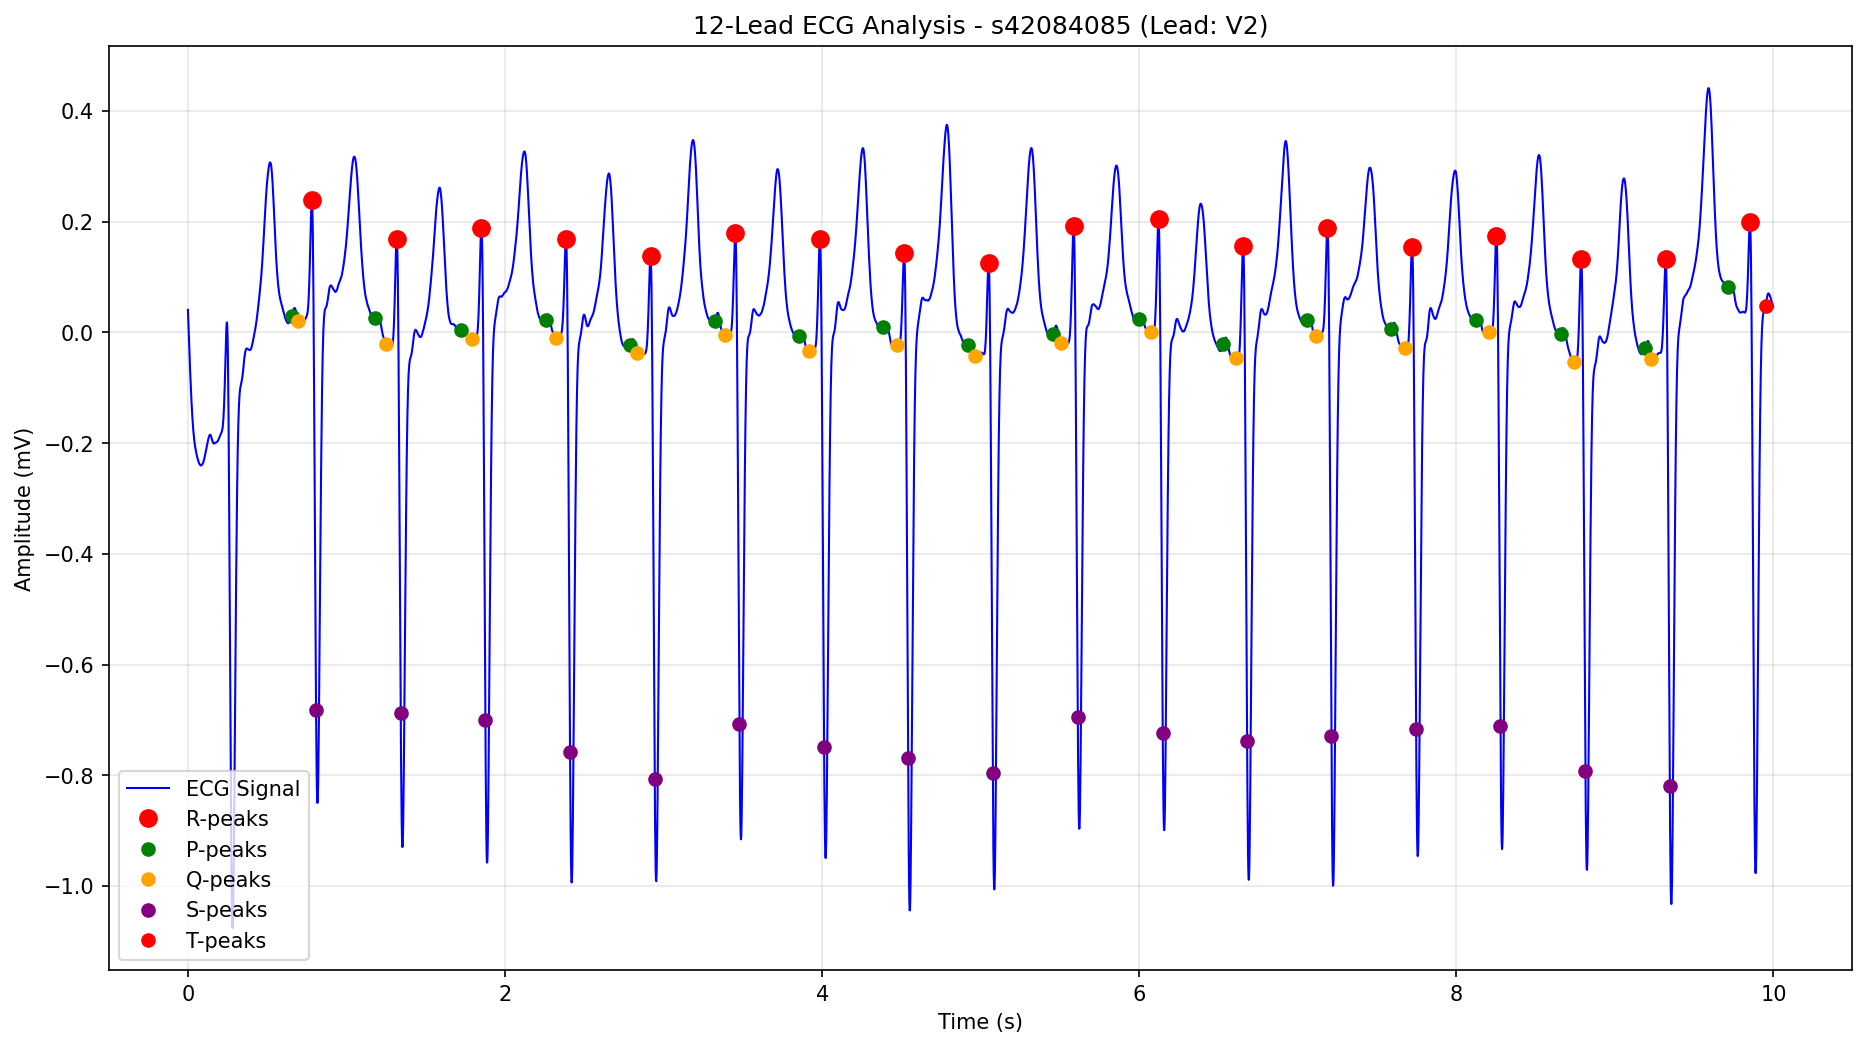 12-Lead ECG Analysis - s42084085 (Lead: V2)
0.4
0.2
0.0
−0.2
−0.4
−0.6
−0.8
−1.0
Amplitude (mV)
ECG Signal
R-peaks
P-peaks
Q-peaks
S-peaks
T-peaks
0 2 4 6 8 10
Time (s)